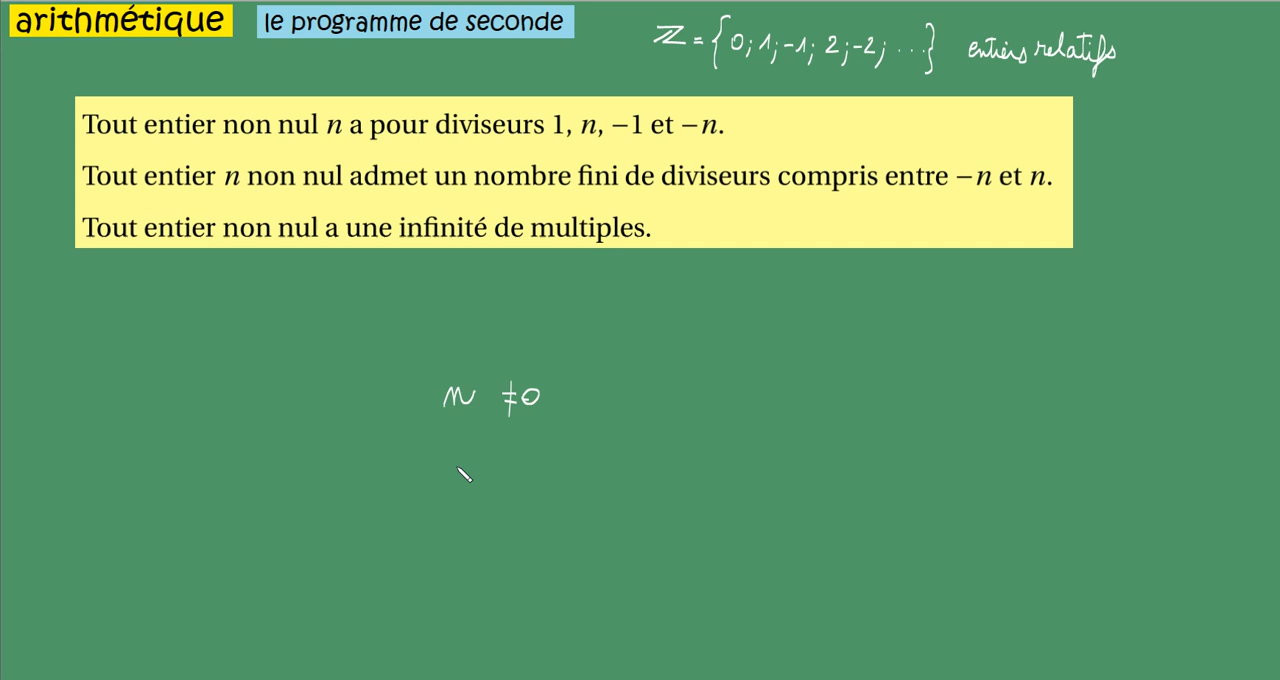 arithmétique le programme de seconde
ℤ = {0; 1; -1; 2; -2; ...} entiers relatifs
Tout entier non nul n a pour diviseurs 1, n, −1 et −n.
Tout entier n non nul admet un nombre fini de diviseurs compris entre −n et n.
Tout entier non nul a une infinité de multiples.
n ≠0